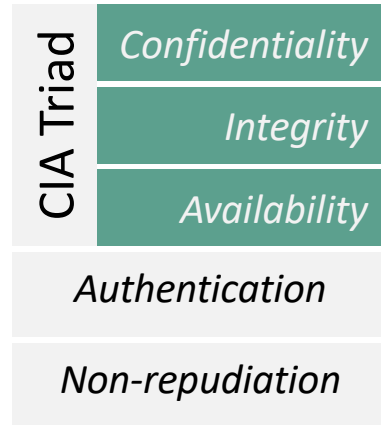 CIA Triad
Confidentiality
Integrity
Availability
Authentication
Non-repudiation